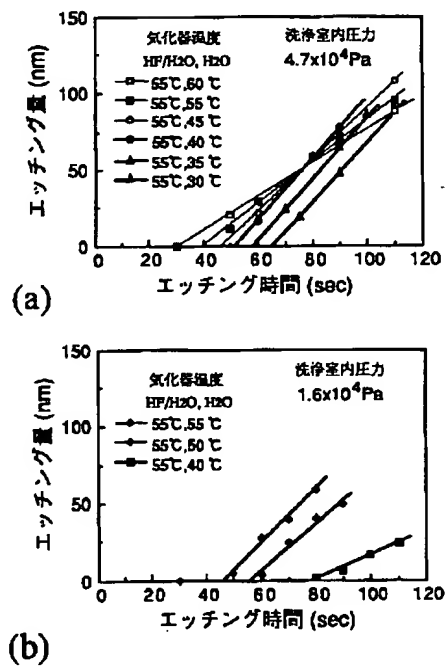 150
100
50
0
エッチング量 (nm)
気化器温度
HF/H2O, H2O
55℃,60 ℃
55℃,55 ℃
55℃,45 ℃
55℃,40 ℃
55℃,35 ℃
55℃,30 ℃
洗浄室内圧力
4.7x10⁴Pa
0 20 40 60 80 100 120
エッチング時間 (sec)
(a)
150
100
50
0
エッチング量 (nm)
気化器温度
HF/H2O, H2O
55℃,55℃
55℃,50℃
55℃,40℃
洗浄室内圧力
1.6x10⁴Pa
0 20 40 60 80 100 120
エッチング時間 (sec)
(b)